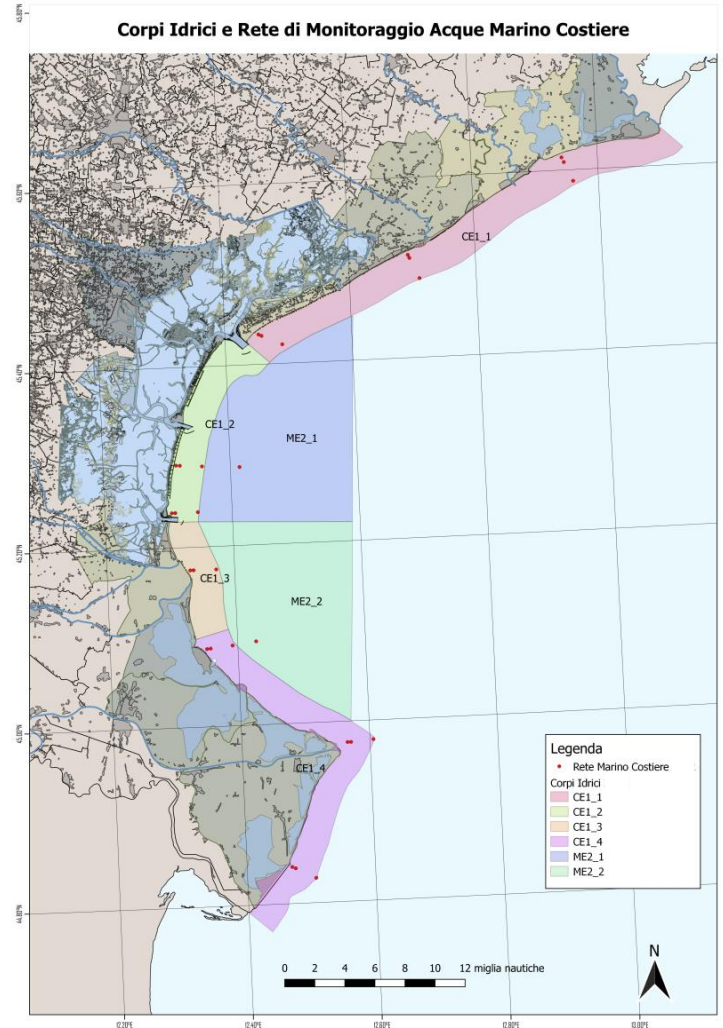 Corpi Idrici e Rete di Monitoraggio Acque Marino Costiere
CE1_1
CE1_2
ME2_1
CE1_3
ME2_2
CE1_4
Legenda
Rete Marino Costiere
Corpi Idrici
CE1_1
CE1_2
CE1_3
CE1_4
ME2_1
ME2_2
N
0 2 4 6 8 10 12 miglia nautiche